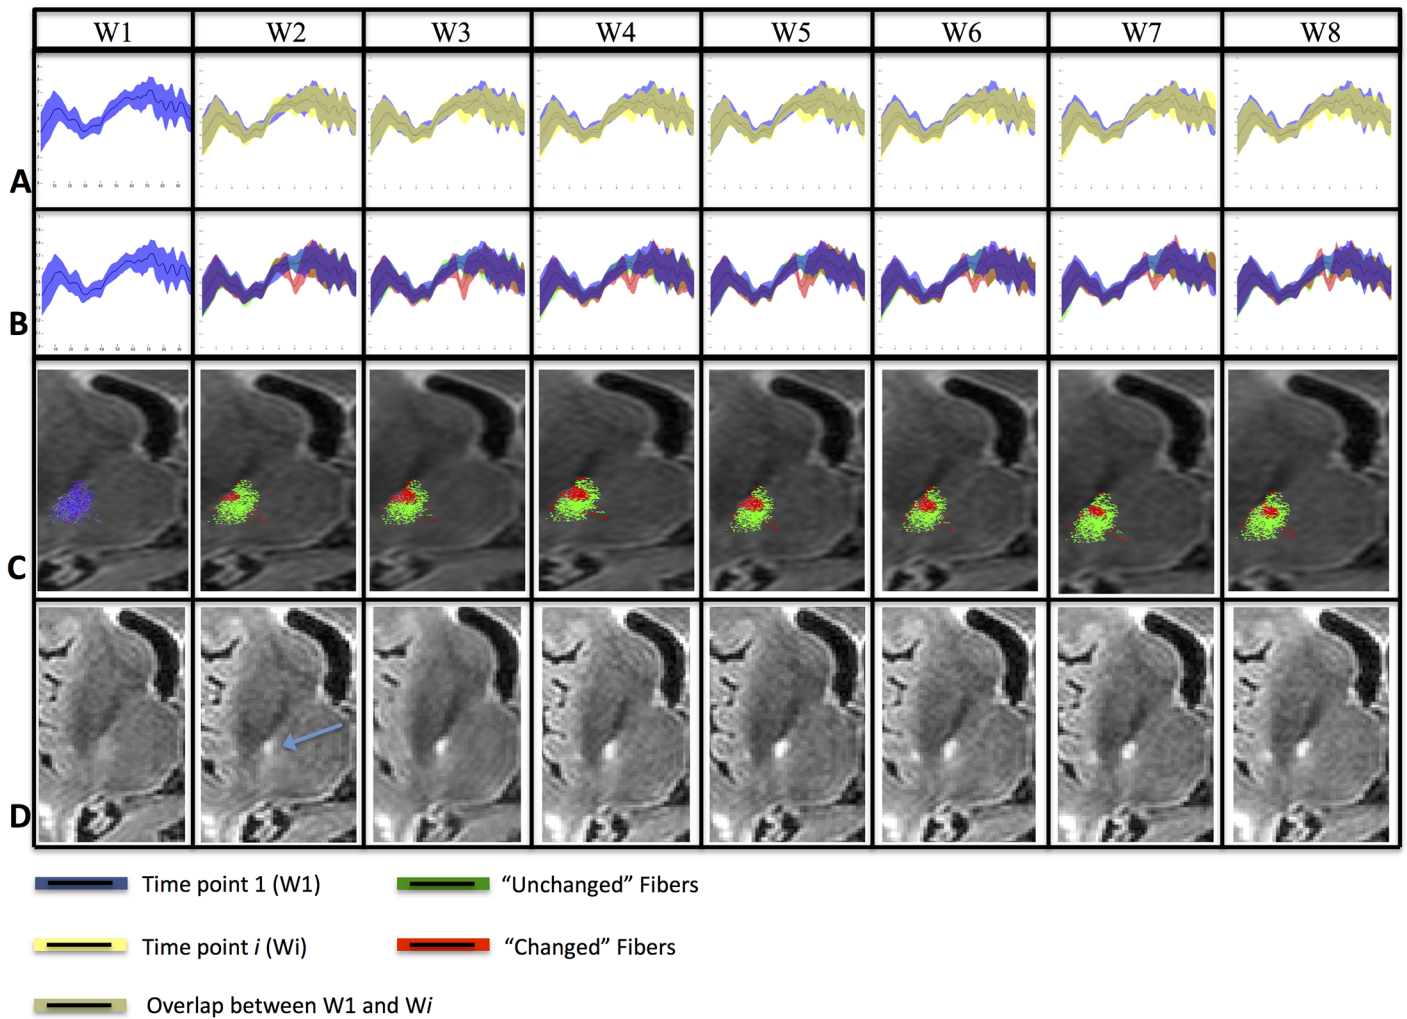 W1 W2 W3 W4 W5 W6 W7 W8
A
B
C
D
Time point 1 (W1)
“Unchanged” Fibers
Time point i (Wi)
“Changed” Fibers
Overlap between W1 and Wi